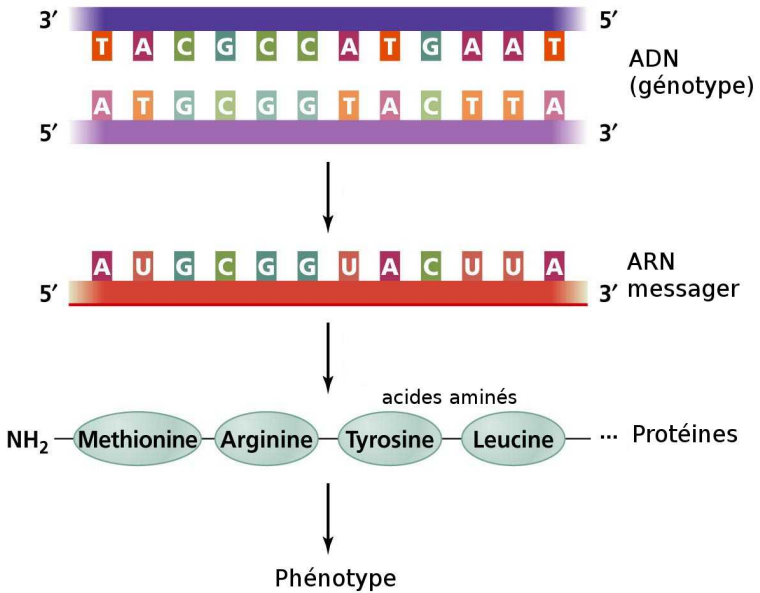 3′ 5′
T A C G C C A T G A A T
ADN
(génotype)
A T G C G G T A C T T A
5′ 3′
A U G C G G U A C U U A
ARN
messager
5′ 3′
acides aminés
NH2 Methionine Arginine Tyrosine Leucine ... Protéines
Phénotype